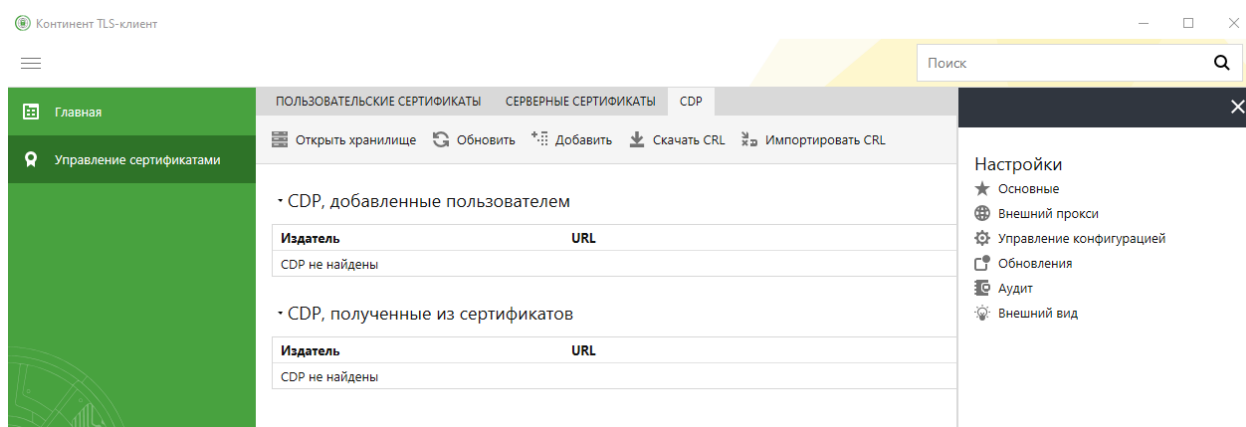 Континент TLS-клиент
Поиск
Главная
Управление сертификатами
ПОЛЬЗОВАТЕЛЬСКИЕ СЕРТИФИКАТЫ СЕРВЕРНЫЕ СЕРТИФИКАТЫ CDP
Открыть хранилище Обновить Добавить Скачать CRL Импортировать CRL
CDP, добавленные пользователем
Издатель URL
CDP не найдены
CDP, полученные из сертификатов
Издатель URL
CDP не найдены
Настройки
Основные
Внешний прокси
Управление конфигурацией
Обновления
Аудит
Внешний вид